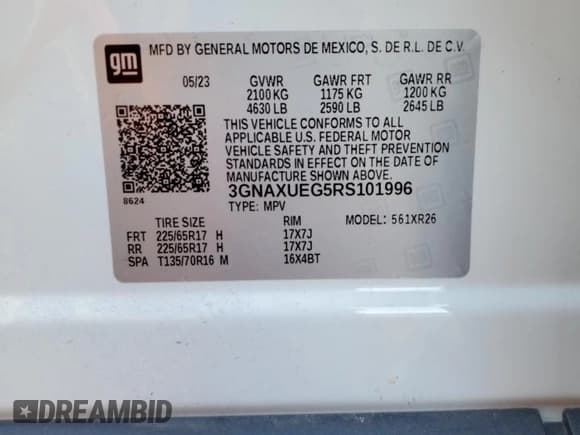 gm
MFD BY GENERAL MOTORS DE MEXICO, S. DE R.L. DE C.V.
05/23 GVWR GAWR FRT GAWR RR
2100 KG 1175 KG 1200 KG
4630 LB 2590 LB 2645 LB
THIS VEHICLE CONFORMS TO ALL
APPLICABLE U.S. FEDERAL MOTOR
VEHICLE SAFETY AND THEFT PREVENTION
STANDARDS IN EFFECT ON THE DATE OF
MANUFACTURE SHOWN ABOVE.
8624 3GNAXUEG5RS101996
TYPE: MPV MODEL: 561XR26
TIRE SIZE RIM
FRT 225/65R17 H 17X7J
RR 225/65R17 H 17X7J
SPA T135/70R16 M 16X4BT
DREAMBID